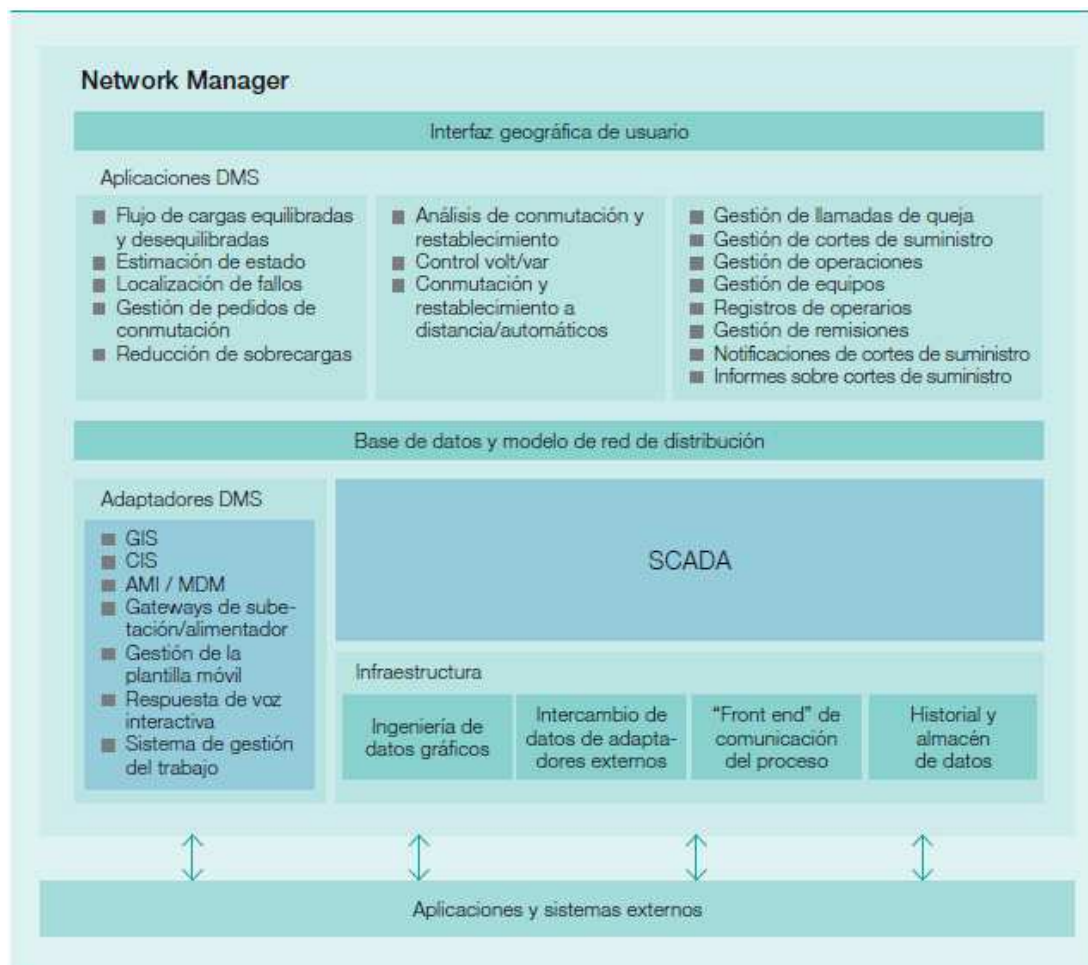 Network Manager
Interfaz geográfica de usuario
Aplicaciones DMS
Flujo de cargas equilibradas
y desequilibradas
Estimación de estado
Localización de fallos
Gestión de pedidos de
conmutación
Reducción de sobrecargas
Análisis de conmutación y
restablecimiento
Control volt/var
Conmutación y
restablecimiento a
distancia/automáticos
Gestión de llamadas de queja
Gestión de cortes de suministro
Gestión de operaciones
Gestión de equipos
Registros de operarios
Gestión de remisiones
Notificaciones de cortes de suministro
Informes sobre cortes de suministro
Base de datos y modelo de red de distribución
Adaptadores DMS
GIS
CIS
AMI / MDM
Gateways de sube-
tación/alimentador
Gestión de la
plantilla móvil
Respuesta de voz
interactiva
Sistema de gestión
del trabajo
SCADA
Infraestructura
Ingeniería de
datos gráficos
Intercambio de
datos de adapta-
dores externos
“Front end” de
comunicación
del proceso
Historial y
almacén
de datos
Aplicaciones y sistemas externos